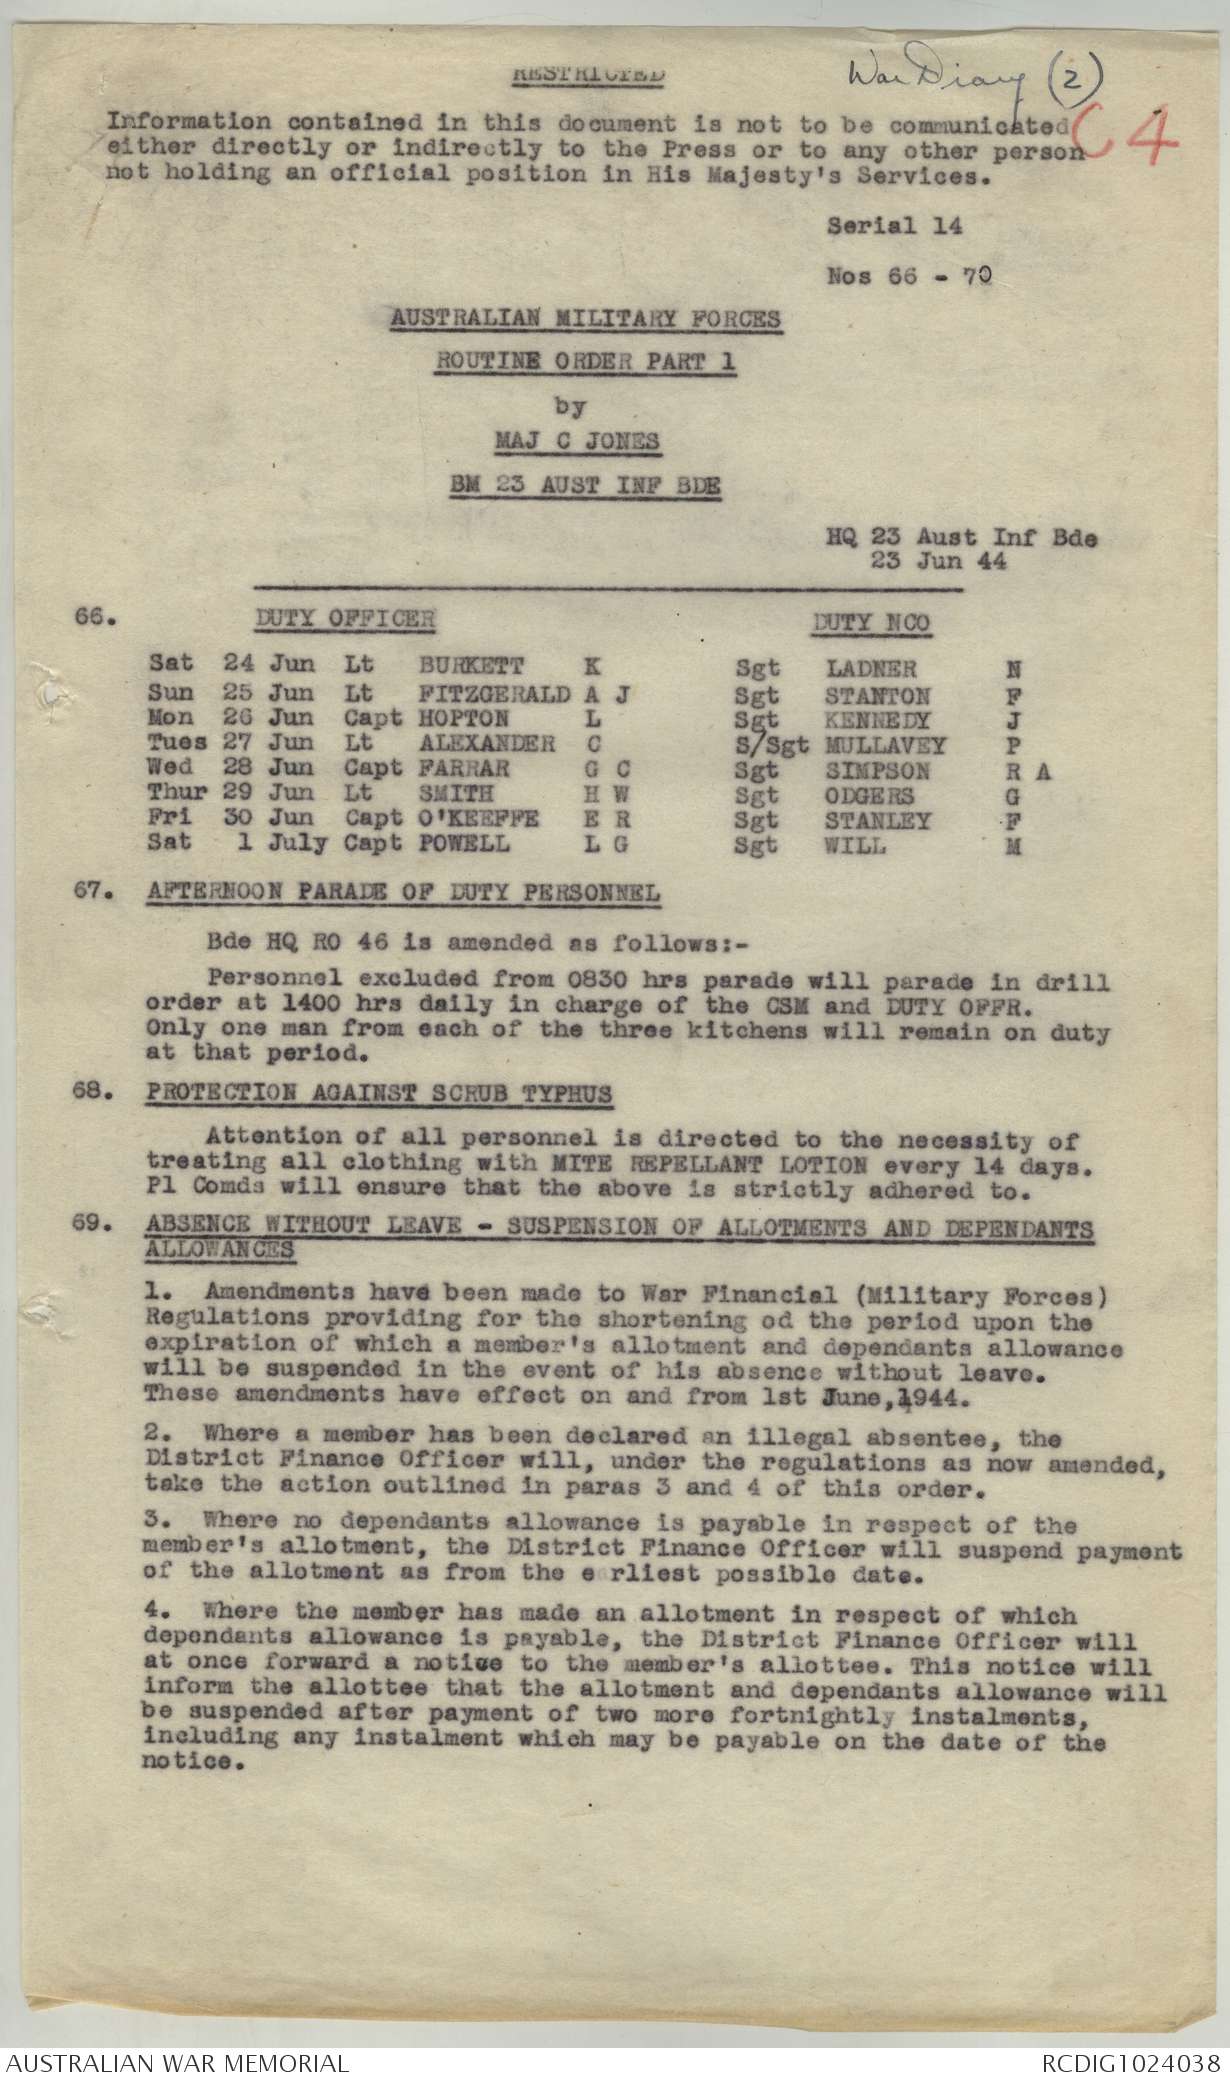 RESTRICTED
War Diary (2)
C4
Information contained in this document is not to be communicated
either directly or indirectly to the Press or to any other person
not holding an official position in His Majesty's Services.
Serial 14
Nos 66 - 70
AUSTRALIAN MILITARY FORCES
ROUTINE ORDER PART 1
by
MAJ C JONES
BM 23 AUST INF BDE
HQ 23 Aust Inf Bde
23 Jun 44
66. DUTY OFFICER DUTY NCO
Sat 24 Jun Lt BURKETT K Sgt LADNER N
Sun 25 Jun Lt FITZGERALD A J Sgt STANTON F
Mon 26 Jun Capt HOPTON L Sgt KENNEDY J
Tues 27 Jun Lt ALEXANDER C S/Sgt MULLAVEY P
Wed 28 Jun Capt FARRAR G C Sgt SIMPSON R A
Thur 29 Jun Lt SMITH H W Sgt ODGERS G
Fri 30 Jun Capt O'KEEFFE E R Sgt STANLEY F
Sat 1 July Capt POWELL L G Sgt WILL M
67. AFTERNOON PARADE OF DUTY PERSONNEL
Bde HQ RO 46 is amended as follows:-
Personnel excluded from 0830 hrs parade will parade in drill
order at 1400 hrs daily in charge of the CSM and DUTY OFFR.
Only one man from each of the three kitchens will remain on duty
at that period.
68. PROTECTION AGAINST SCRUB TYPHUS
Attention of all personnel is directed to the necessity of
treating all clothing with MITE REPELLANT LOTION every 14 days.
Pl Comds will ensure that the above is strictly adhered to.
69. ABSENCE WITHOUT LEAVE - SUSPENSION OF ALLOTMENTS AND DEPENDANTS
ALLOWANCES
1. Amendments have been made to War Financial (Military Forces)
Regulations providing for the shortening od the period upon the
expiration of which a member's allotment and dependants allowance
will be suspended in the event of his absence without leave.
These amendments have effect on and from 1st June,1944.
2. Where a member has been declared an illegal absentee, the
District Finance Officer will, under the regulations as now amended,
take the action outlined in paras 3 and 4 of this order.
3. Where no dependants allowance is payable in respect of the
member's allotment, the District Finance Officer will suspend payment
of the allotment as from the earliest possible date.
4. Where the member has made an allotment in respect of which
dependants allowance is payable, the District Finance Officer will
at once forward a notice to the member's allottee. This notice will
inform the allottee that the allotment and dependants allowance will
be suspended after payment of two more fortnightly instalments,
including any instalment which may be payable on the date of the
notice.
AUSTRALIAN WAR MEMORIAL
RCDIG1024038